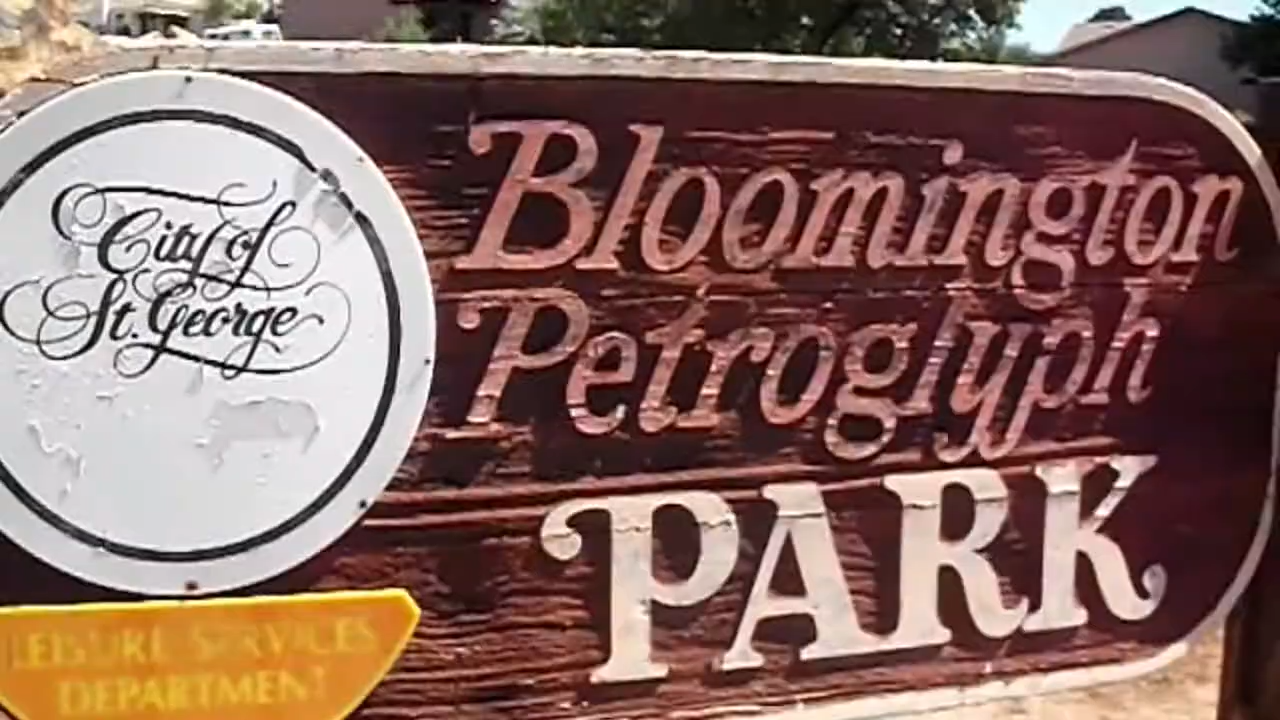 City of
St. George
LEISURE SERVICES
DEPARTMENT
Bloomington
Petroglyph
PARK